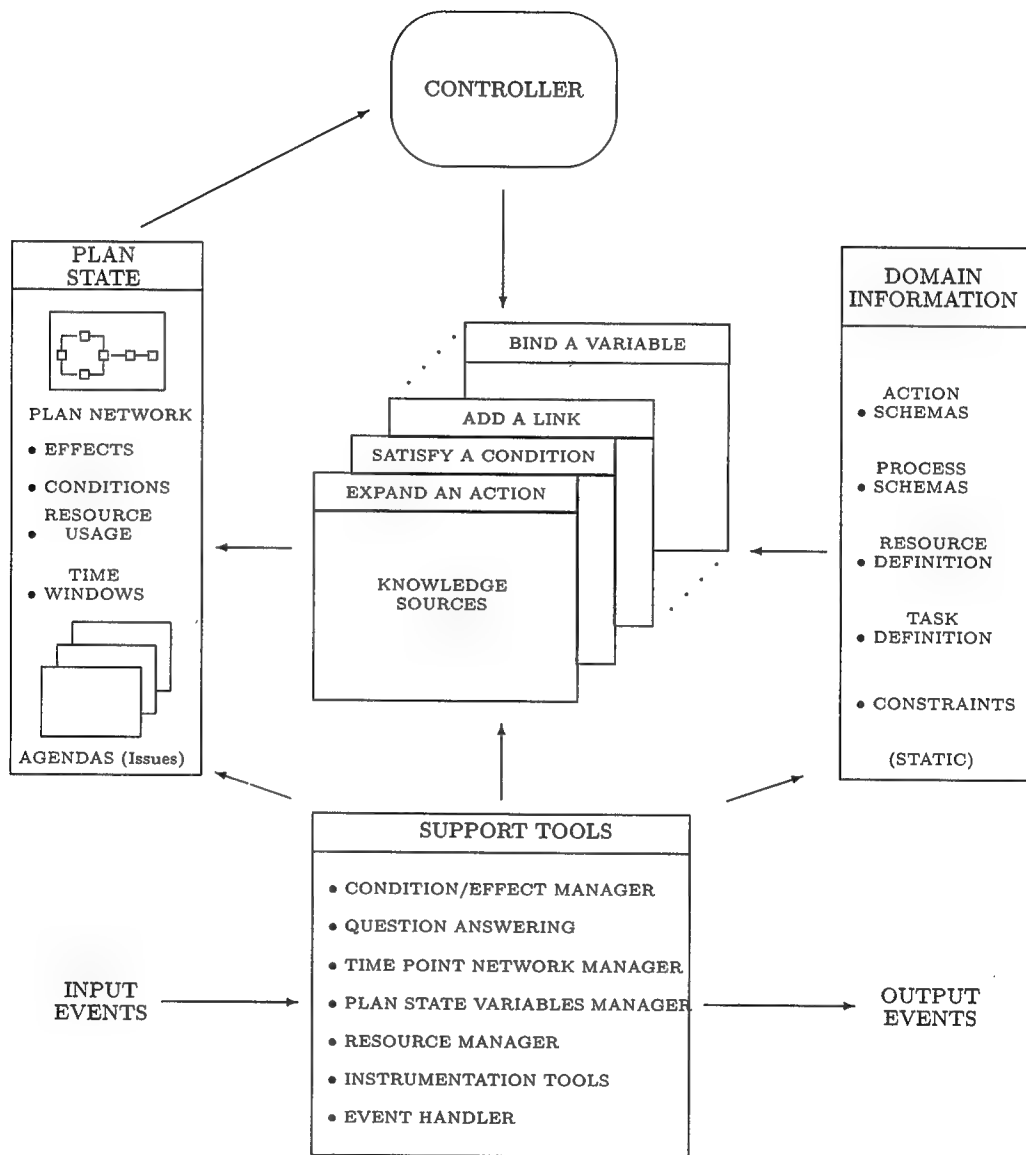 CONTROLLER
PLAN
STATE
PLAN NETWORK
• EFFECTS
• CONDITIONS
RESOURCE
• USAGE
TIME
• WINDOWS
AGENDAS (Issues)
BIND A VARIABLE
ADD A LINK
SATISFY A CONDITION
EXPAND AN ACTION
KNOWLEDGE
SOURCES
DOMAIN
INFORMATION
ACTION
• SCHEMAS
PROCESS
• SCHEMAS
RESOURCE
• DEFINITION
TASK
• DEFINITION
• CONSTRAINTS
(STATIC)
SUPPORT TOOLS
• CONDITION/EFFECT MANAGER
• QUESTION ANSWERING
• TIME POINT NETWORK MANAGER
• PLAN STATE VARIABLES MANAGER
• RESOURCE MANAGER
• INSTRUMENTATION TOOLS
• EVENT HANDLER
INPUT
EVENTS
OUTPUT
EVENTS